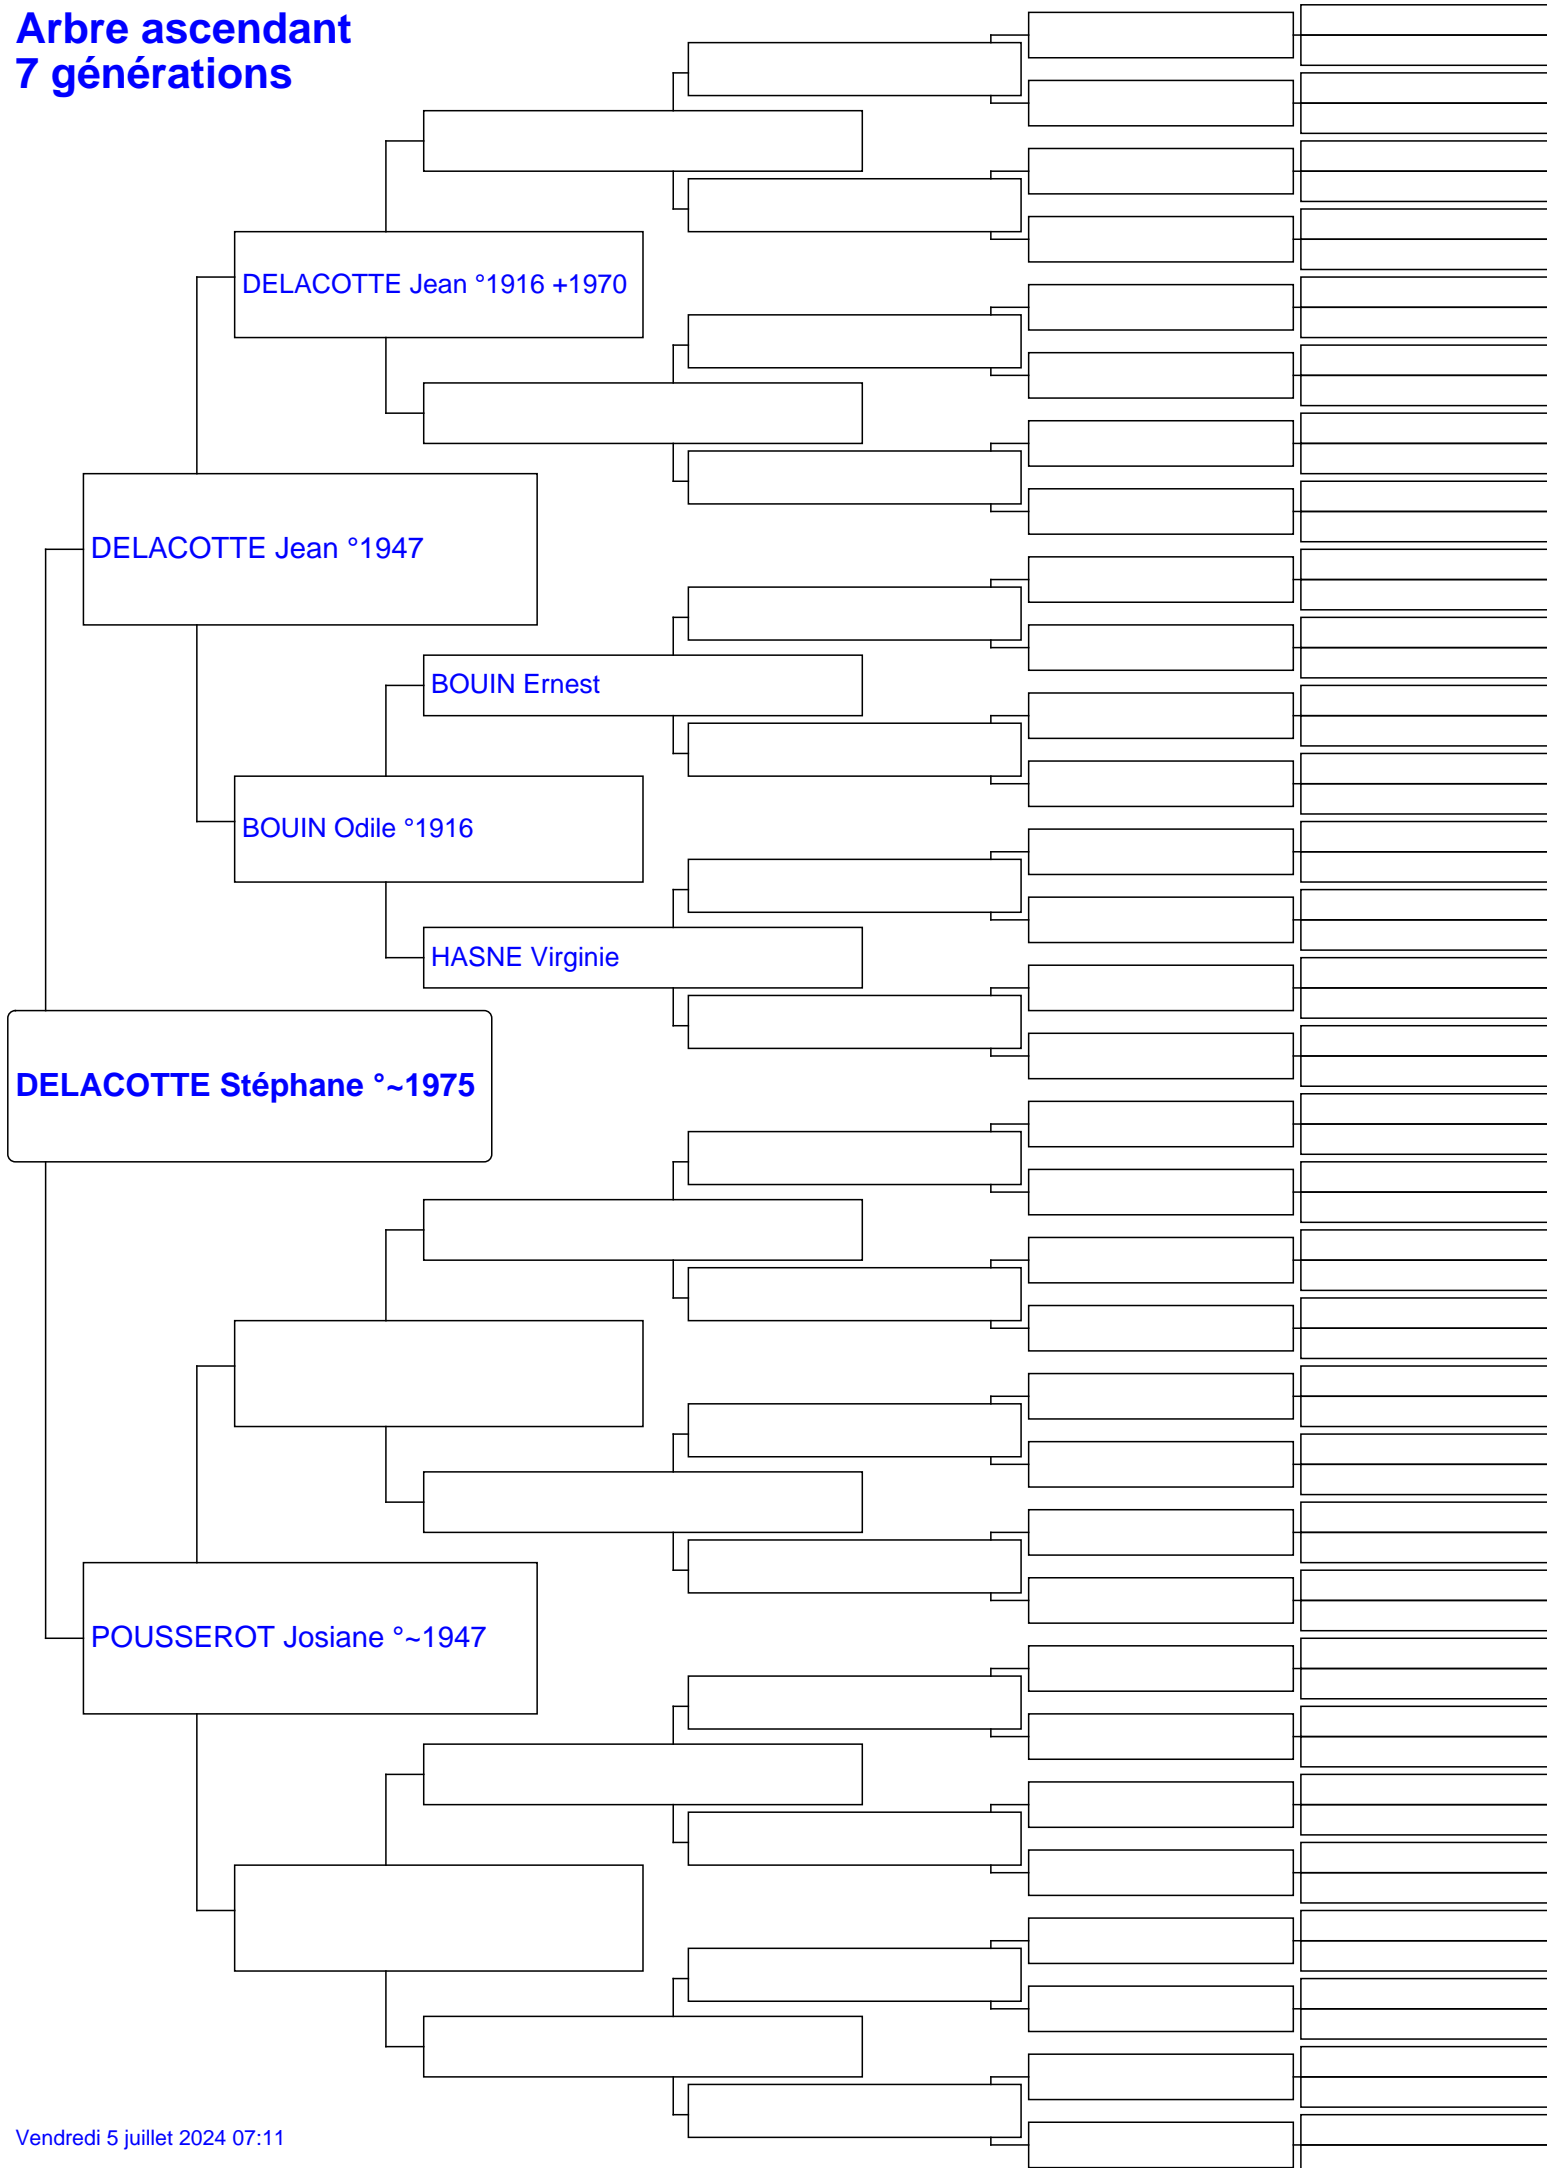 Arbre ascendant
7 générations
DELACOTTE Jean °1916 +1970
DELACOTTE Jean °1947
BOUIN Ernest
BOUIN Odile °1916
HASNE Virginie
DELACOTTE Stéphane °~1975
POUSSEROT Josiane °~1947
Vendredi 5 juillet 2024 07:11